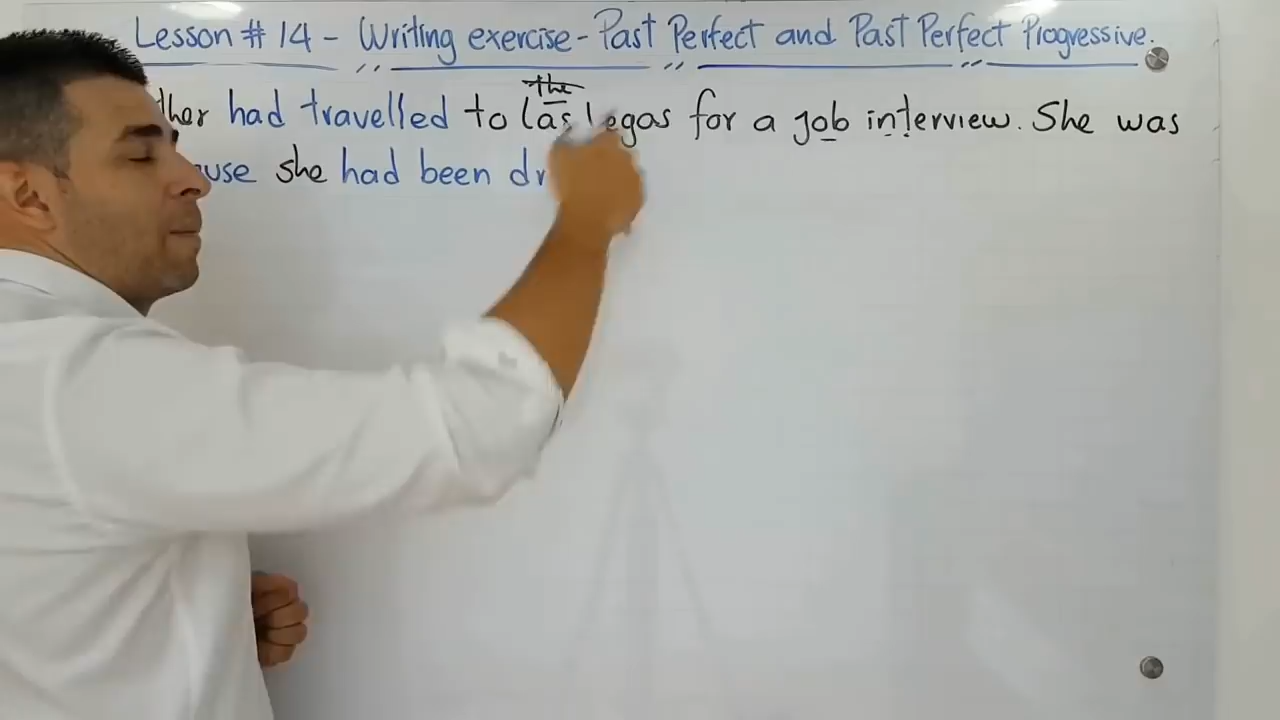 Lesson # 14 - Writing exercise - Past Perfect and Past Perfect Progressive.
the
had travelled to las for a job interview. She was
she had been